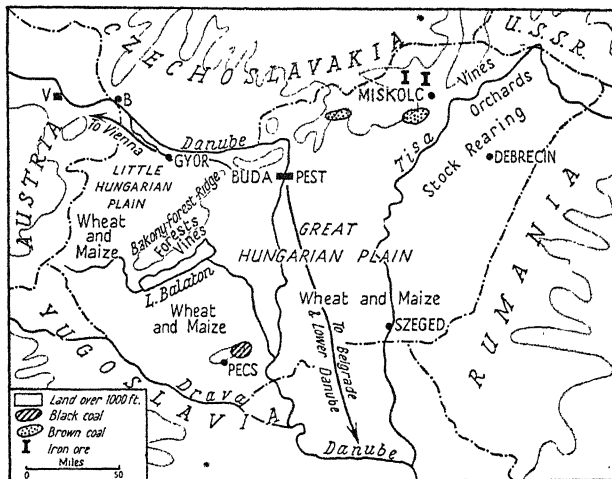 CZECHOSLAVAKIA
U.S.S.R.
V
B
To Vienna
Danube
GYOR
AUSTRIA
LITTLE
HUNGARIAN
PLAIN
Wheat
and
Maize
Bakony Forest Ridge
Forests
Vines
L. Balaton
BUDA
PEST
MISKOLC
Vines
Orchards
Stock Rearing
Tisa
DEBRECIN
GREAT
HUNGARIAN PLAIN
Wheat and Maize
Wheat
and Maize
SZEGED
RUMANIA
PECS
To Belgrade
& Lower Danube
YUGOSLAVIA
Drava
Danube
Land over 1000 ft.
Black coal
Brown coal
I Iron ore
Miles
0 50